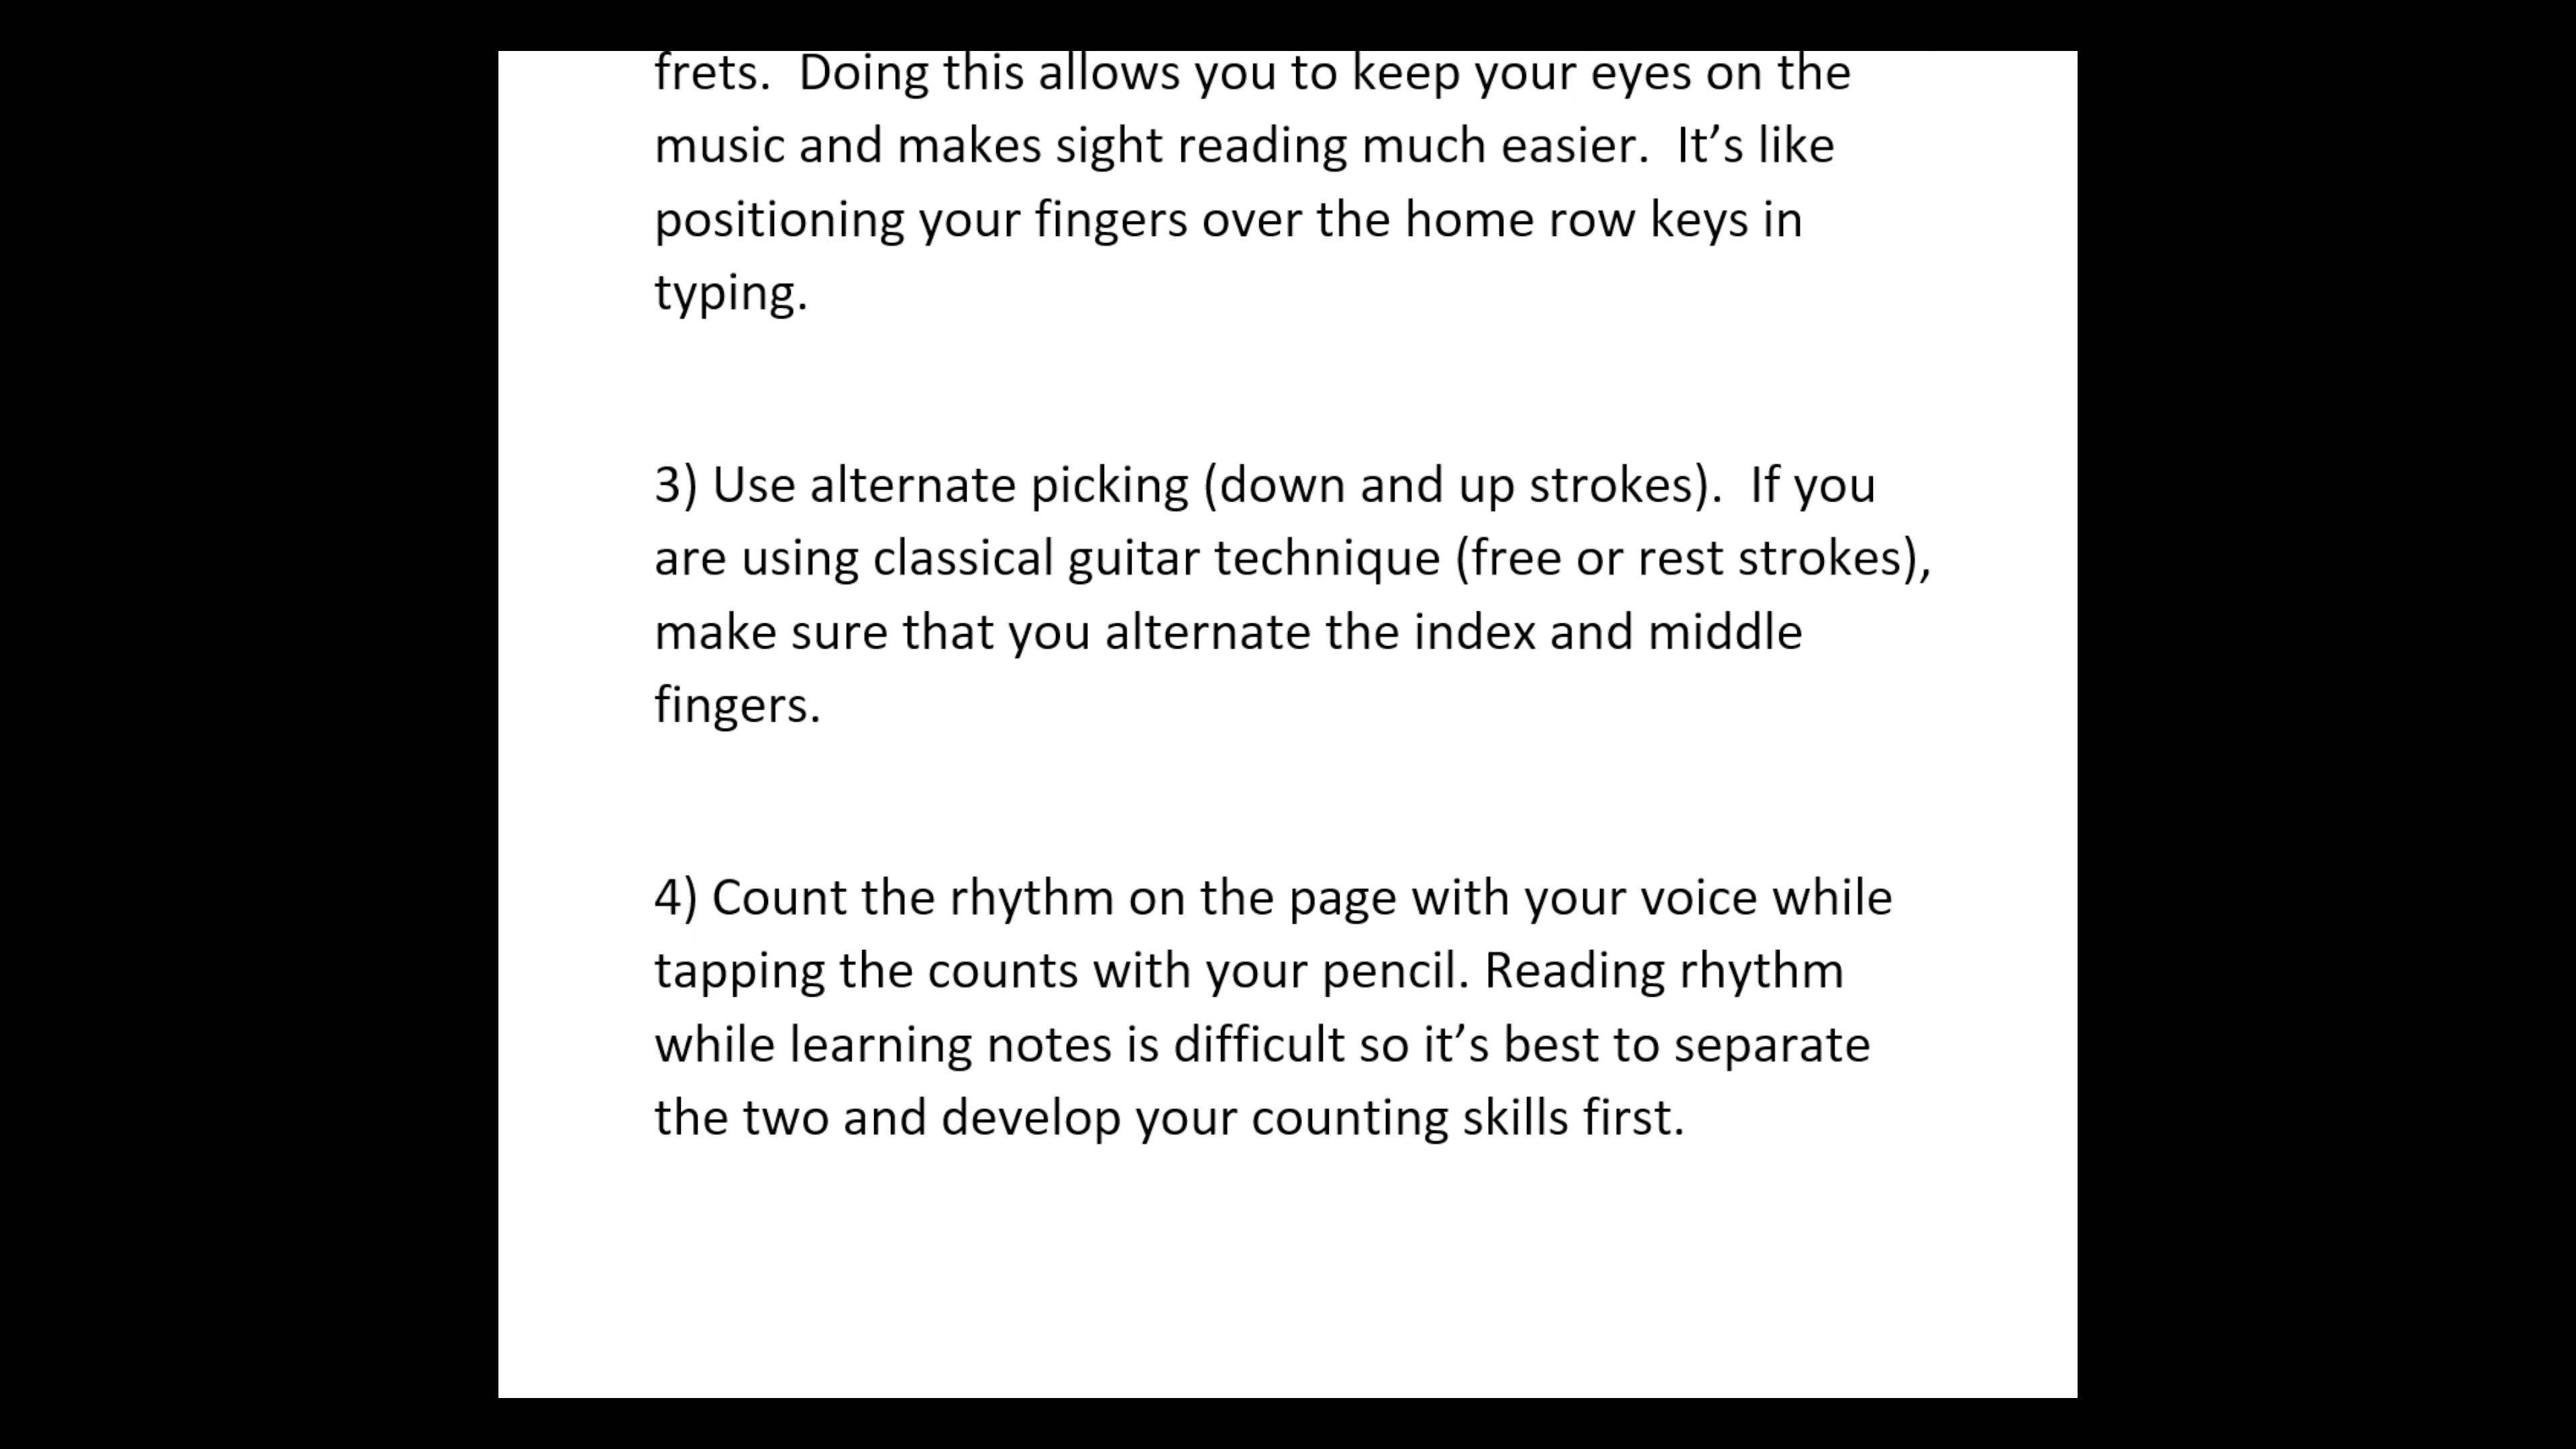 frets.  Doing this allows you to keep your eyes on the
music and makes sight reading much easier.  It’s like
positioning your fingers over the home row keys in
typing.
3) Use alternate picking (down and up strokes).  If you
are using classical guitar technique (free or rest strokes),
make sure that you alternate the index and middle
fingers.
4) Count the rhythm on the page with your voice while
tapping the counts with your pencil. Reading rhythm
while learning notes is difficult so it’s best to separate
the two and develop your counting skills first.